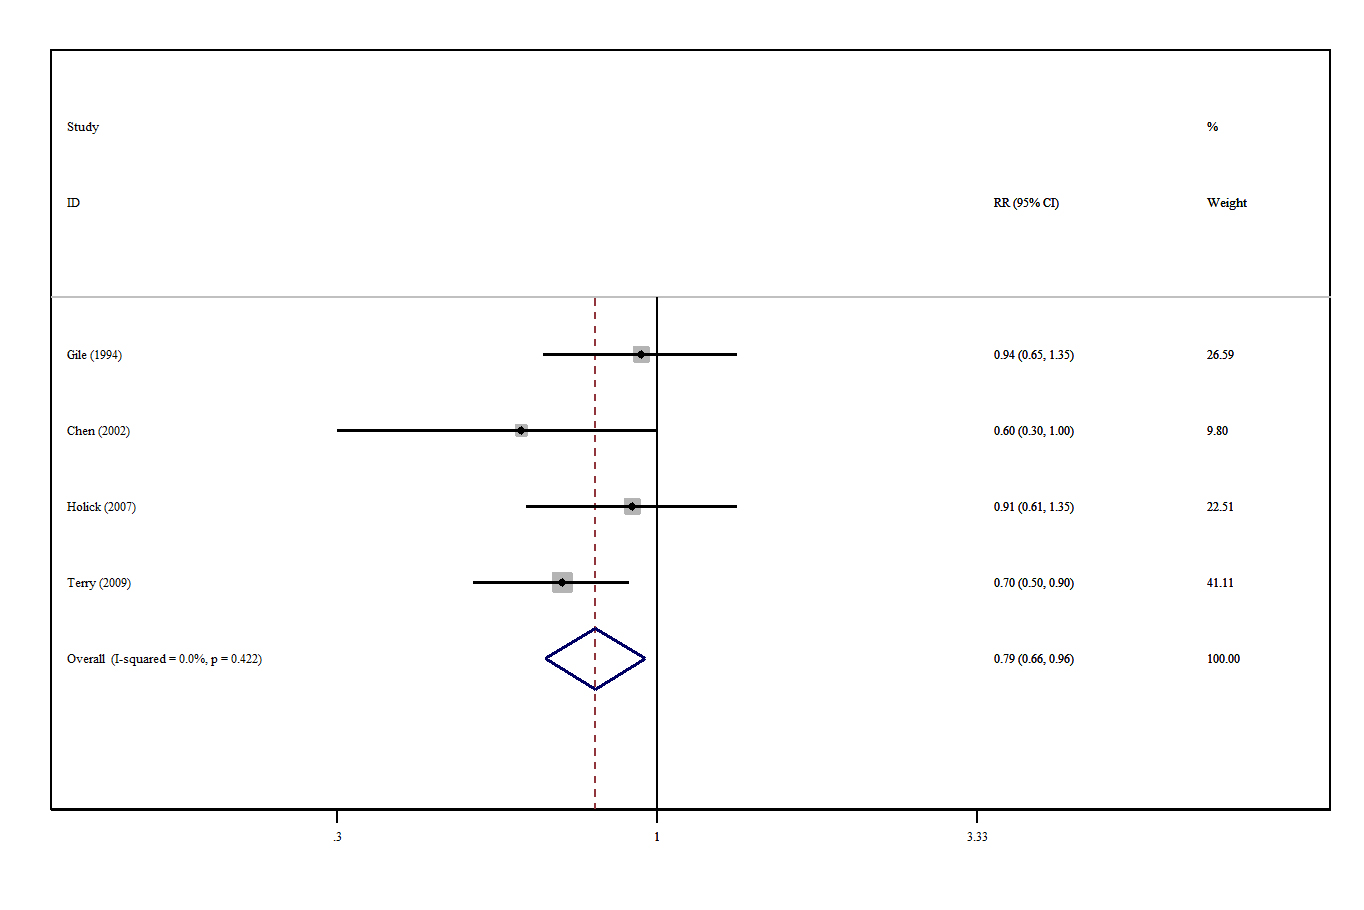 Study %
ID RR (95% CI) Weight
Gile (1994) 0.94 (0.65, 1.35) 26.59
Chen (2002) 0.60 (0.30, 1.00) 9.80
Holick (2007) 0.91 (0.61, 1.35) 22.51
Terry (2009) 0.70 (0.50, 0.90) 41.11
Overall (I-squared = 0.0%, p = 0.422) 0.79 (0.66, 0.96) 100.00
.3 1 3.33